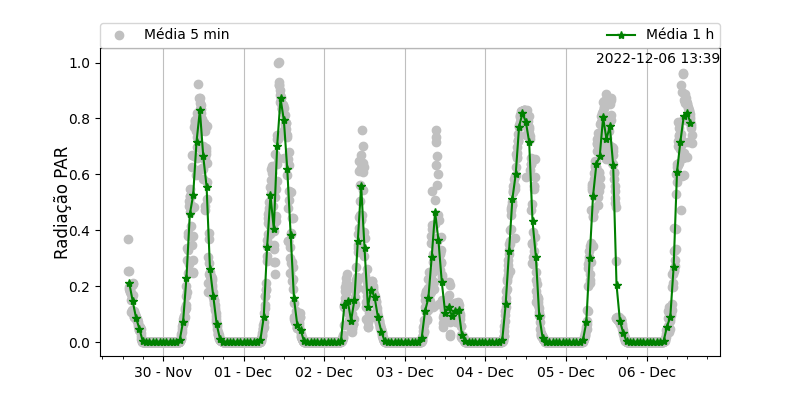 Média 5 min
Média 1 h
2022-12-06 13:39
Radiação PAR
1.0
0.8
0.6
0.4
0.2
0.0
30 - Nov
01 - Dec
02 - Dec
03 - Dec
04 - Dec
05 - Dec
06 - Dec